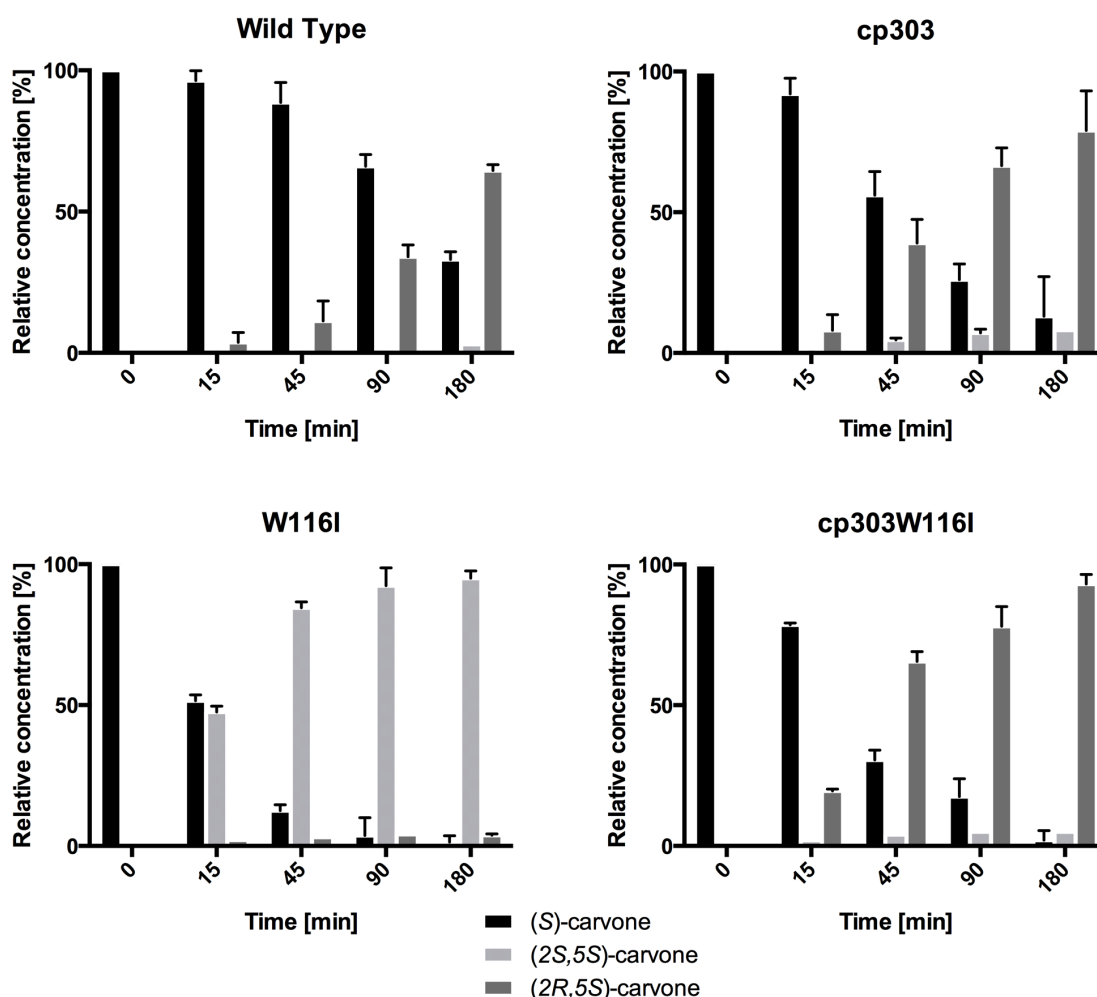 Wild Type
Relative concentration [%]
100
50
0
0 15 45 90 180
Time [min]
cp303
Relative concentration [%]
100
50
0
0 15 45 90 180
Time [min]
W116I
Relative concentration [%]
100
50
0
0 15 45 90 180
Time [min]
cp303W116I
Relative concentration [%]
100
50
0
0 15 45 90 180
Time [min]
(S)-carvone
(2S,5S)-carvone
(2R,5S)-carvone